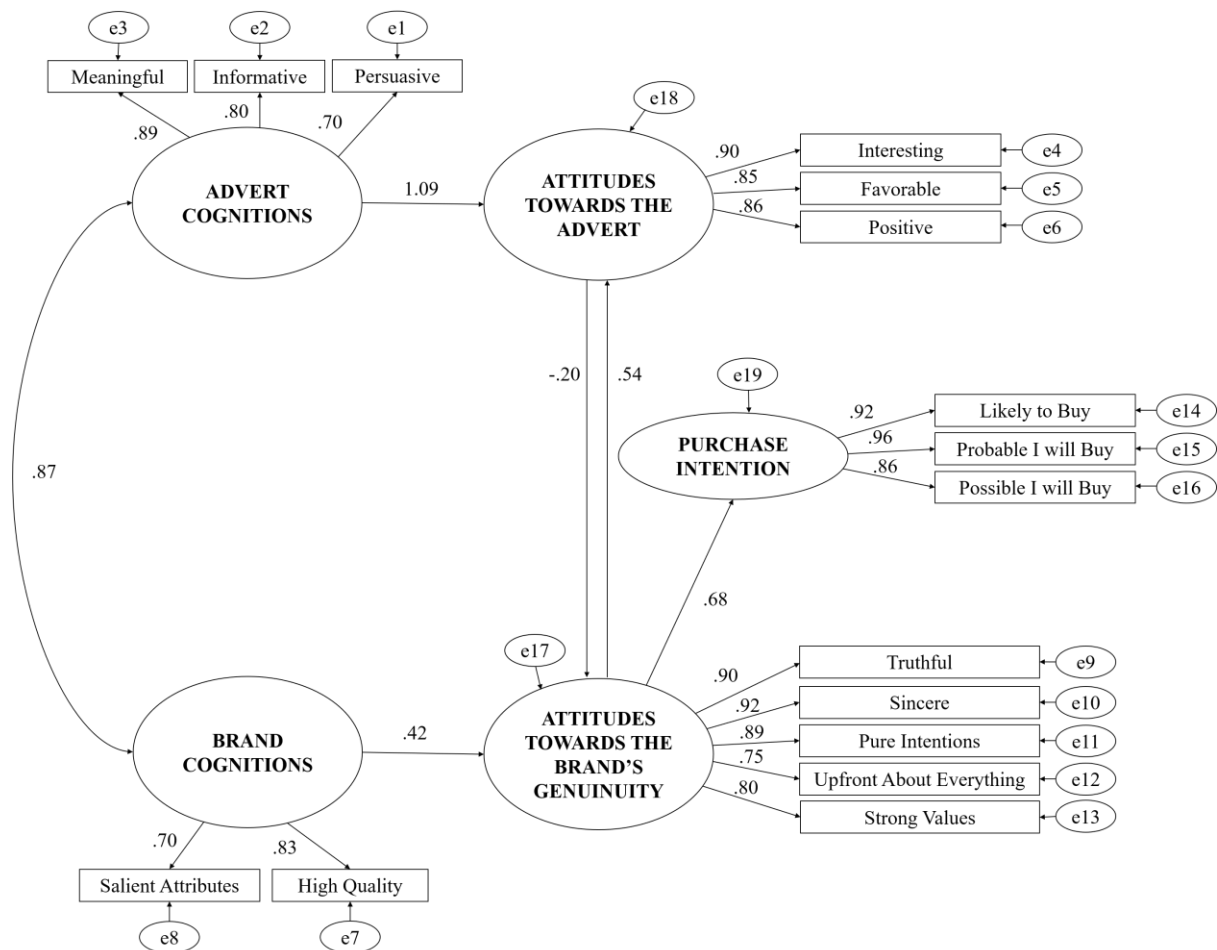 e3
e2
e1
Meaningful
Informative
Persuasive
.89
.80
.70
e18
ADVERT
COGNITIONS
1.09
ATTITUDES
TOWARDS THE
ADVERT
.90
.85
.86
Interesting
Favorable
Positive
e4
e5
e6
.87
-.20
.54
e19
PURCHASE
INTENTION
.92
.96
.86
Likely to Buy
Probable I will Buy
Possible I will Buy
e14
e15
e16
.68
e17
BRAND
COGNITIONS
.42
ATTITUDES
TOWARDS THE
BRAND’S
GENUINUITY
.90
.92
.89
.75
.80
Truthful
Sincere
Pure Intentions
Upfront About Everything
Strong Values
e9
e10
e11
e12
e13
.70
.83
Salient Attributes
High Quality
e8
e7